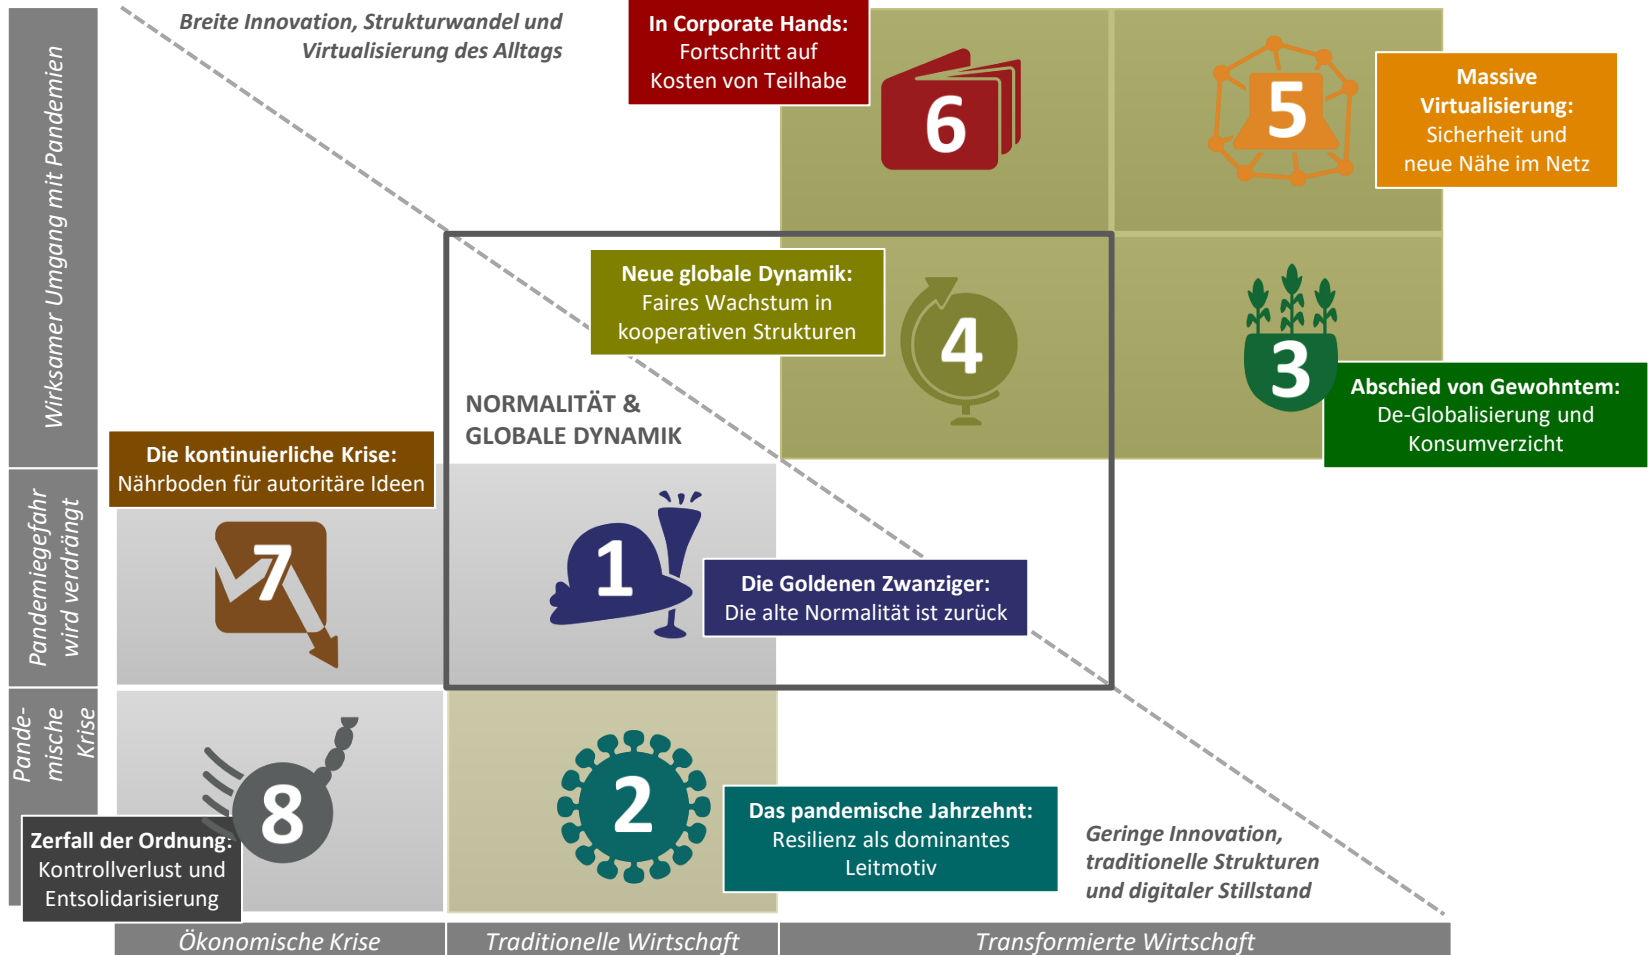 Breite Innovation, Strukturwandel und
Virtualisierung des Alltags
In Corporate Hands:
Fortschritt auf
Kosten von Teilhabe
6
5
Massive
Virtualisierung:
Sicherheit und
neue Nähe im Netz
Wirksamer Umgang mit Pandemien
Neue globale Dynamik:
Faires Wachstum in
kooperativen Strukturen
4
3
Abschied von Gewohntem:
De-Globalisierung und
Konsumverzicht
NORMALITÄT &
GLOBALE DYNAMIK
Die kontinuierliche Krise:
Nährboden für autoritäre Ideen
Pandemiegefahr
wird verdrängt
7
1
Die Goldenen Zwanziger:
Die alte Normalität ist zurück
Pande-
mische
Krise
8
Zerfall der Ordnung:
Kontrollverlust und
Entsolidarisierung
2
Das pandemische Jahrzehnt:
Resilienz als dominantes
Leitmotiv
Geringe Innovation,
traditionelle Strukturen
und digitaler Stillstand
Ökonomische Krise
Traditionelle Wirtschaft
Transformierte Wirtschaft